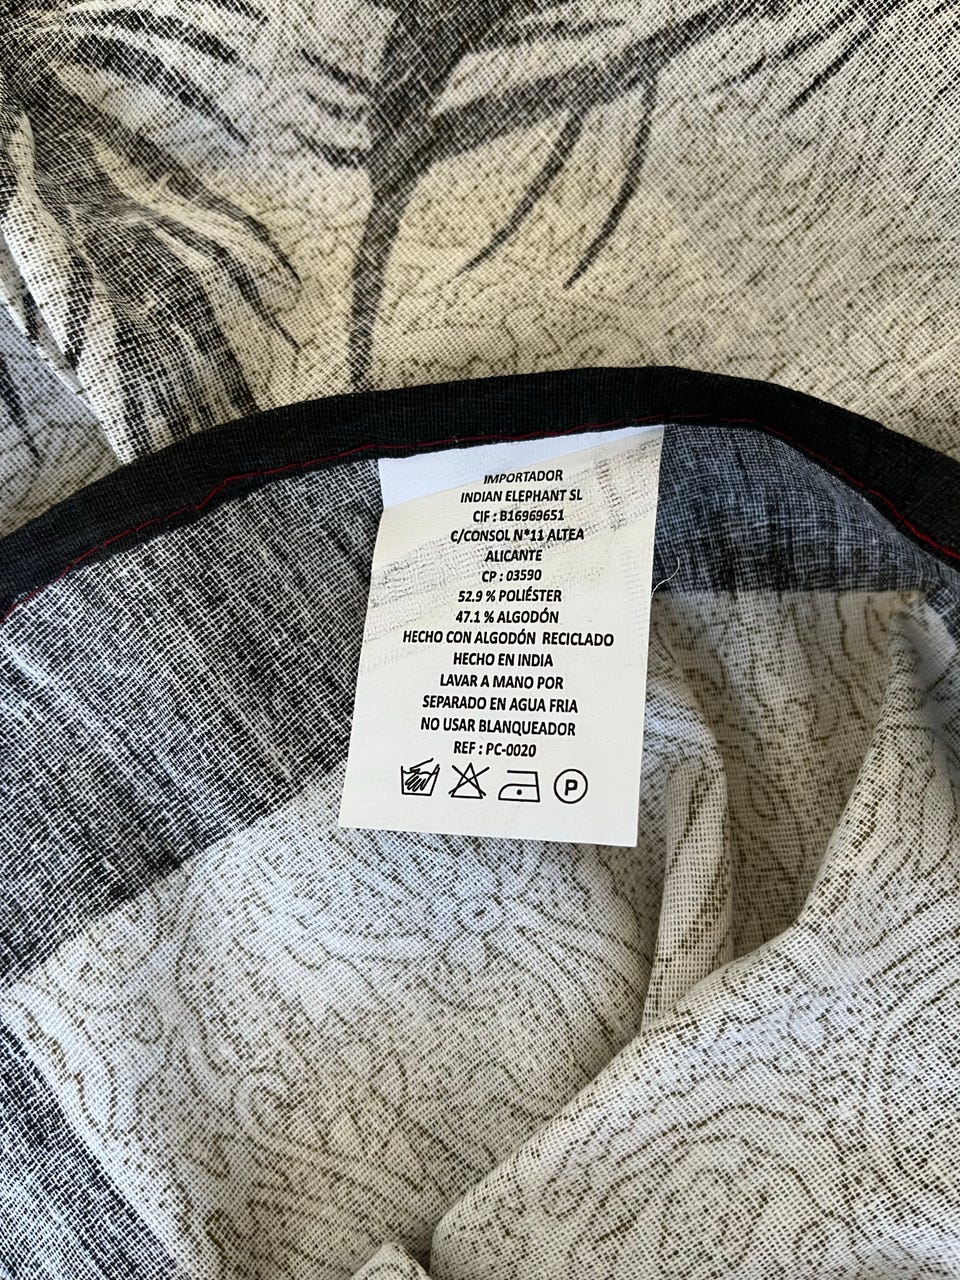 IMPORTADOR
INDIAN ELEPHANT SL
CIF : B16969651
C/CONSOL N*11 ALTEA
ALICANTE
CP : 03590
52.9 % POLIÉSTER
47.1 % ALGODÓN
HECHO CON ALGODÓN RECICLADO
HECHO EN INDIA
LAVAR A MANO POR
SEPARADO EN AGUA FRIA
NO USAR BLANQUEADOR
REF : PC-0020
P